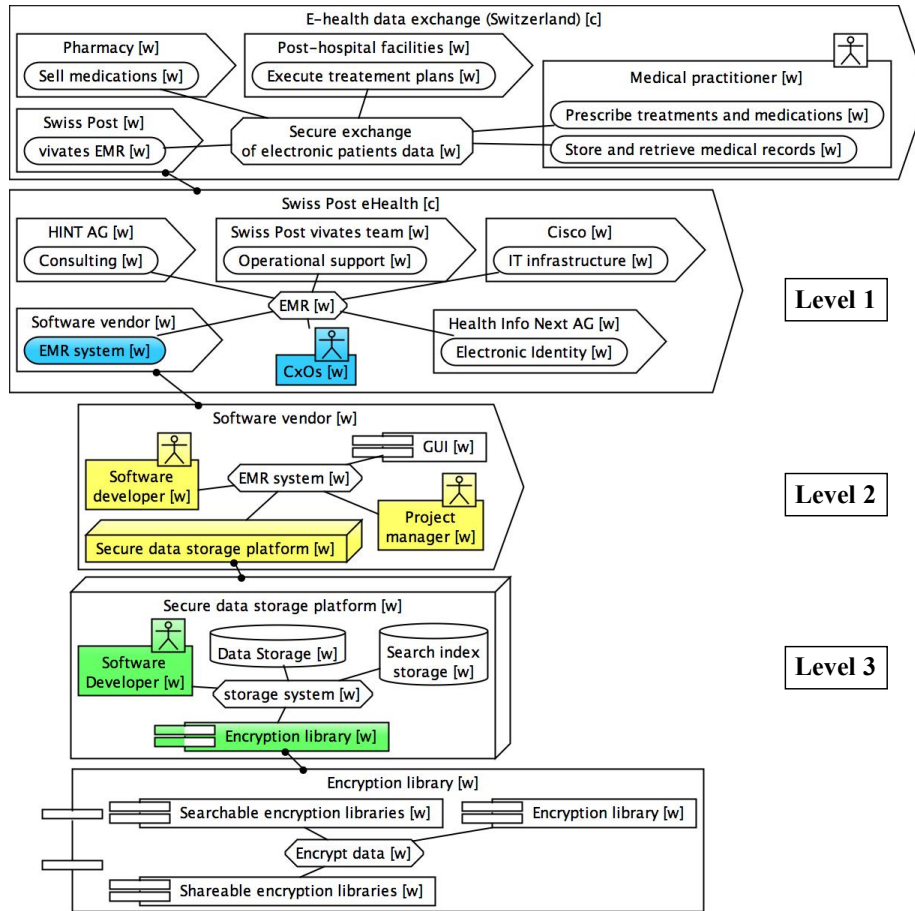 E-health data exchange (Switzerland) [c]
Pharmacy [w]
Sell medications [w]
Post-hospital facilities [w]
Execute treatement plans [w]
Medical practitioner [w]
Prescribe treatments and medications [w]
Store and retrieve medical records [w]
Swiss Post [w]
vivates EMR [w]
Secure exchange
of electronic patients data [w]
Swiss Post eHealth [c]
HINT AG [w]
Consulting [w]
Swiss Post vivates team [w]
Operational support [w]
Cisco [w]
IT infrastructure [w]
Level 1
EMR [w]
Software vendor [w]
EMR system [w]
CxOs [w]
Health Info Next AG [w]
Electronic Identity [w]
Software vendor [w]
GUI [w]
Software
developer [w]
EMR system [w]
Level 2
Project
manager [w]
Secure data storage platform [w]
Secure data storage platform [w]
Data Storage [w]
Search index
storage [w]
Software
Developer [w]
Level 3
storage system [w]
Encryption library [w]
Encryption library [w]
Searchable encryption libraries [w]
Encryption library [w]
Encrypt data [w]
Shareable encryption libraries [w]